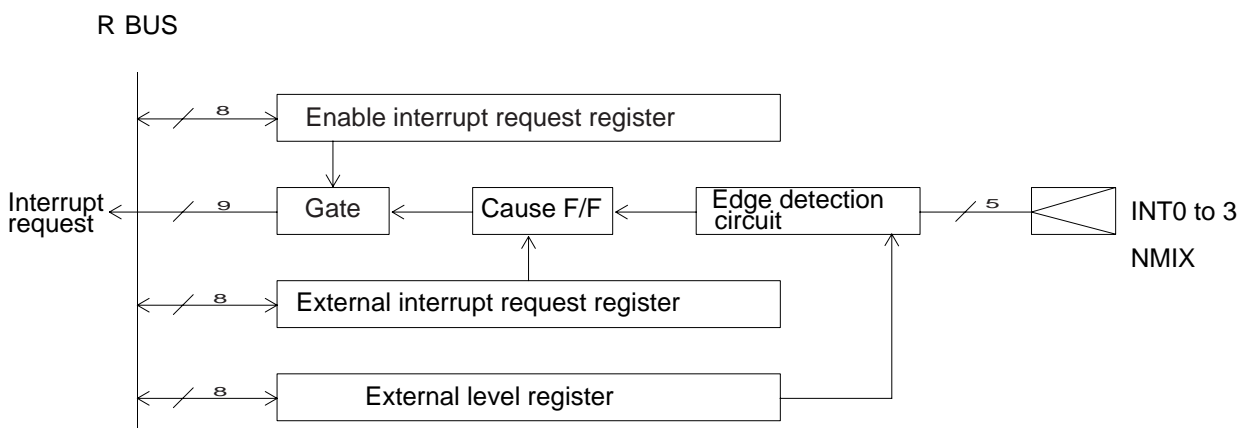 R BUS
8
Enable interrupt request register
Interrupt
request
9
Gate
Cause F/F
Edge detection
circuit
5
INT0 to 3
NMIX
8
External interrupt request register
8
External level register